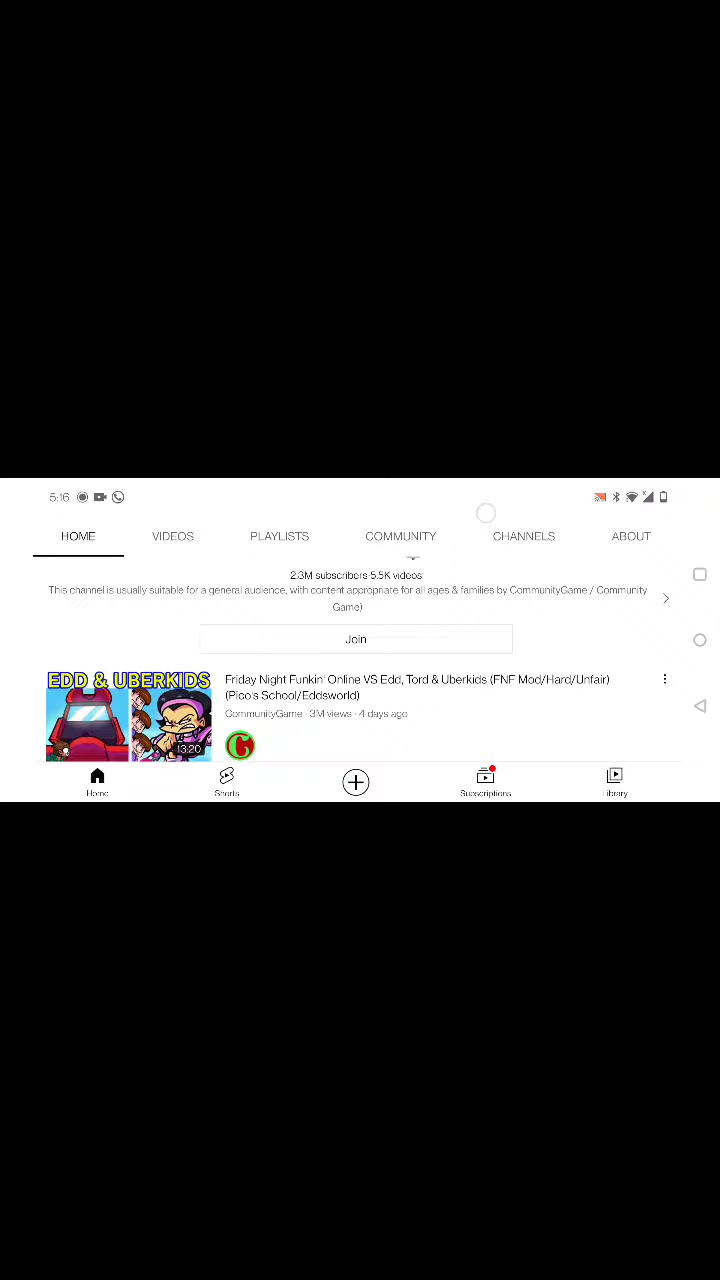 5:16
HOME VIDEOS PLAYLISTS COMMUNITY CHANNELS ABOUT
2.3M subscribers·5.5K videos
This channel is usually suitable for a general audience, with content appropriate for all ages & families by CommunityGame / Community
Game)
Join
EDD & UBERKIDS
13:20
Friday Night Funkin' Online VS Edd, Tord & Uberkids (FNF Mod/Hard/Unfair)
(Pico's School/Eddsworld)
CommunityGame · 3M views · 4 days ago
C
Home Shorts Subscriptions Library